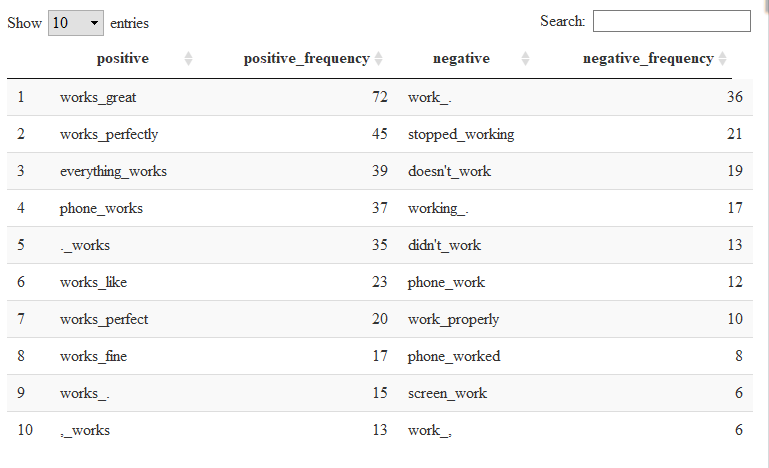 Show 10 entries Search:
positive positive_frequency negative negative_frequency
1 works_great 72 work_. 36
2 works_perfectly 45 stopped_working 21
3 everything_works 39 doesn't_work 19
4 phone_works 37 working_. 17
5 ._works 35 didn't_work 13
6 works_like 23 phone_work 12
7 works_perfect 20 work_properly 10
8 works_fine 17 phone_worked 8
9 works_. 15 screen_work 6
10 ,_works 13 work_, 6